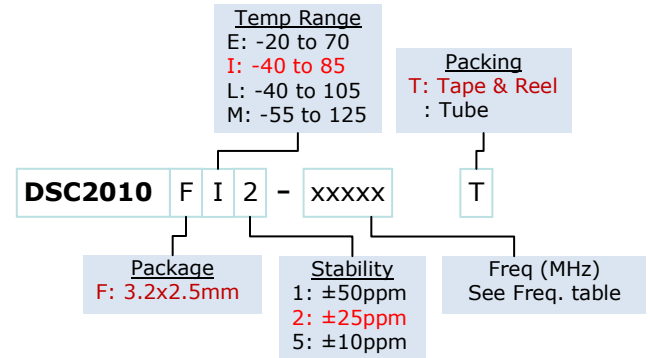 Temp Range
E: -20 to 70
I: -40 to 85
L: -40 to 105
M: -55 to 125
Packing
T: Tape & Reel
: Tube
DSC2010 F I 2 – xxxxx T
Package
F: 3.2x2.5mm
Stability
1: ±50ppm
2: ±25ppm
5: ±10ppm
Freq (MHz)
See Freq. table